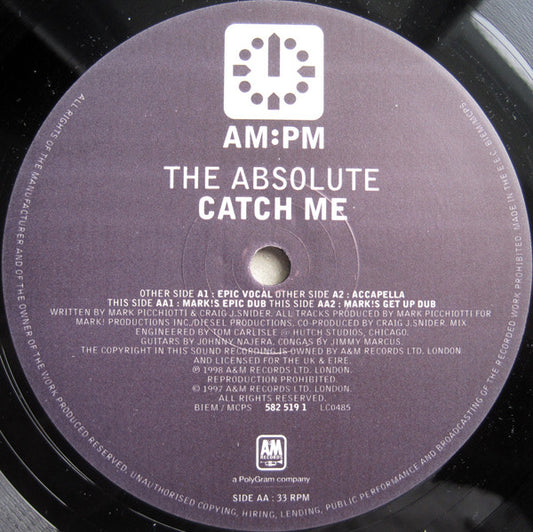 AM:PM
THE ABSOLUTE
CATCH ME
OTHER SIDE A1 : EPIC VOCAL OTHER SIDE A2 : ACCAPELLA
THIS SIDE AA1 : MARK!S EPIC DUB THIS SIDE AA2 : MARK!S GET UP DUB
WRITTEN BY MARK PICCHIOTTI & CRAIG J.SNIDER. ALL TRACKS PRODUCED BY MARK PICCHIOTTI FOR
MARK! PRODUCTIONS INC/DIESEL PRODUCTIONS. CO-PRODUCED BY CRAIG J.SNIDER. MIX
ENGINEERED BY TOM CARLISLE @ HUTCH STUDIOS, CHICAGO.
GUITARS BY JOHNNY NAJERA. CONGAS BY JIMMY MARCUS.
THE COPYRIGHT IN THIS SOUND RECORDING IS OWNED BY A&M RECORDS LTD. LONDON
AND LICENSED FOR THE UK & EIRE.
℗ 1998 A&M RECORDS LTD. LONDON.
REPRODUCTION PROHIBITED.
© 1997 A&M RECORDS LTD. LONDON.
ALL RIGHTS RESERVED.
BIEM / MCPS 582 519 1 LC0485
A&M
RECORDS
a PolyGram company
SIDE AA : 33 RPM
ALL RIGHTS OF THE MANUFACTURER AND OF THE OWNER OF THE WORK PRODUCED RESERVED. UNAUTHORISED COPYING, HIRING, LENDING, PUBLIC PERFORMANCE AND BROADCASTING OF THE RECORDED WORK PROHIBITED. MADE IN THE E.E.C. BIEM/MCPS